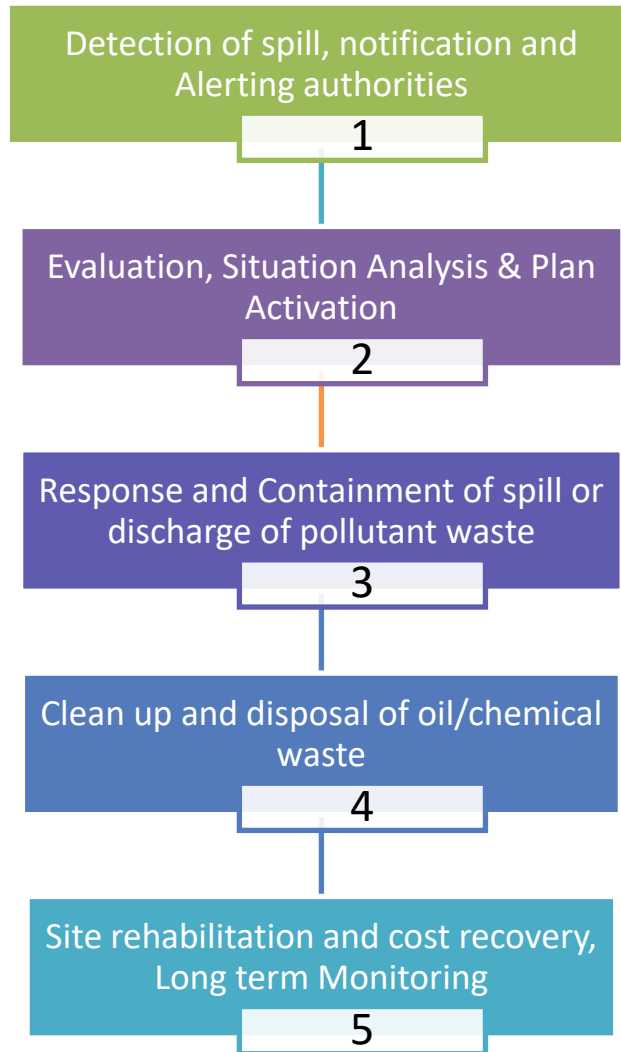 Detection of spill, notification and
Alerting authorities
1
Evaluation, Situation Analysis & Plan
Activation
2
Response and Containment of spill or
discharge of pollutant waste
3
Clean up and disposal of oil/chemical
waste
4
Site rehabilitation and cost recovery,
Long term Monitoring
5